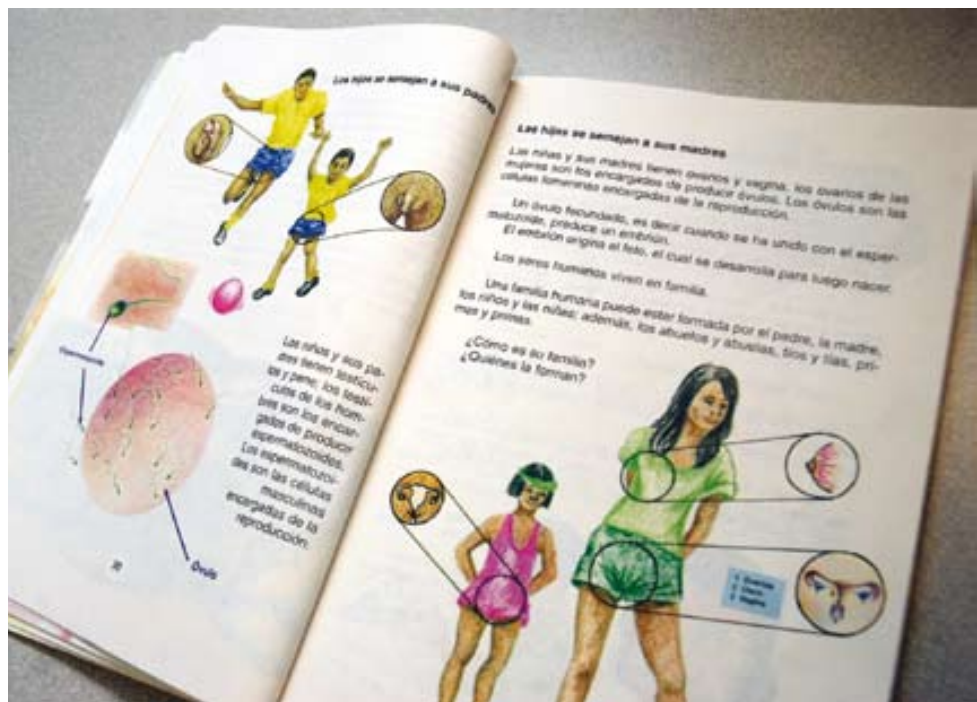 Los hijos se semejan a sus padres
Los niños y sus pa-
dres tienen testícu-
los y pene; los testí-
culos de los hom-
bres son los encar-
gados de producir
espermatozoides.
Los espermatozoi-
des son las células
masculinas
encargadas de la
reproducción.
Óvulo
Las hijas se semejan a sus madres
Las niñas y sus madres tienen ovarios y vagina, los ovarios de las
mujeres son los encargados de producir óvulos. Los óvulos son las
células femeninas encargadas de la reproducción.
Un óvulo fecundado, es decir cuando se ha unido con el esper-
matozoide, produce un embrión.
El embrión origina el feto, el cual se desarrolla para luego nacer.
Los seres humanos viven en familia.
Una familia humana puede estar formada por el padre, la madre,
los niños y las niñas; además, los abuelos y abuelas, tíos y tías, pri-
mos y primas.
¿Cómo es su familia?
¿Quiénes la forman?